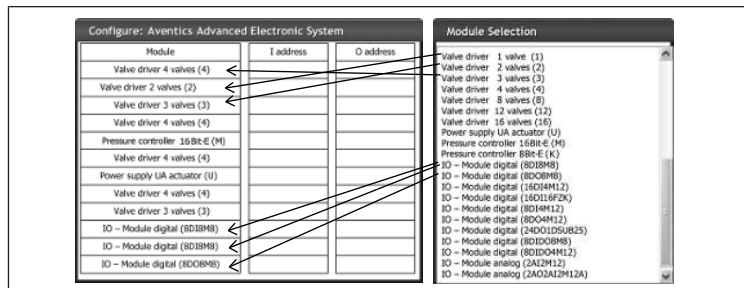 Configure: Aventics Advanced Electronic System
Module
I address
O address
Valve driver 4 valves (4)
Valve driver 2 valves (2)
Valve driver 3 valves (3)
Valve driver 4 valves (4)
Pressure controller 16Bit-E (M)
Valve driver 4 valves (4)
Power supply UA actuator (U)
Valve driver 4 valves (4)
Valve driver 3 valves (3)
IO – Module digital (8DI8M8)
IO – Module digital (8DI8M8)
IO – Module digital (8DO8M8)
Module Selection
Valve driver 1 valve (1)
Valve driver 2 valves (2)
Valve driver 3 valves (3)
Valve driver 4 valves (4)
Valve driver 8 valves (8)
Valve driver 12 valves (12)
Valve driver 16 valves (16)
Power supply UA actuator (U)
Pressure controller 16Bit-E (M)
Pressure controller 8Bit-E (K)
IO – Module digital (8DI8M8)
IO – Module digital (8DO8M8)
IO – Module digital (16DI4M12)
IO – Module digital (16DI16FZK)
IO – Module digital (8DI4M12)
IO – Module digital (8DO4M12)
IO – Module digital (24DO1DSUB25)
IO – Module digital (8DIDO8M8)
IO – Module digital (8DIDO4M12)
IO – Module analog (2AI2M12)
IO – Module analog (2AO2AI2M12A)